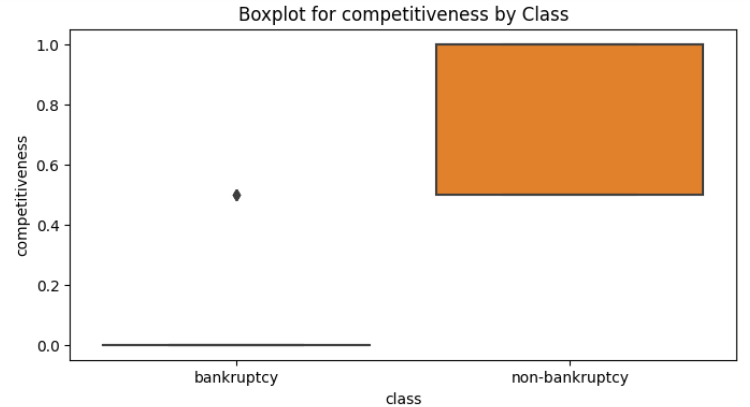 Boxplot for competitiveness by Class
1.0
0.8
0.6
0.4
0.2
0.0
competitiveness
bankruptcy
non-bankruptcy
class